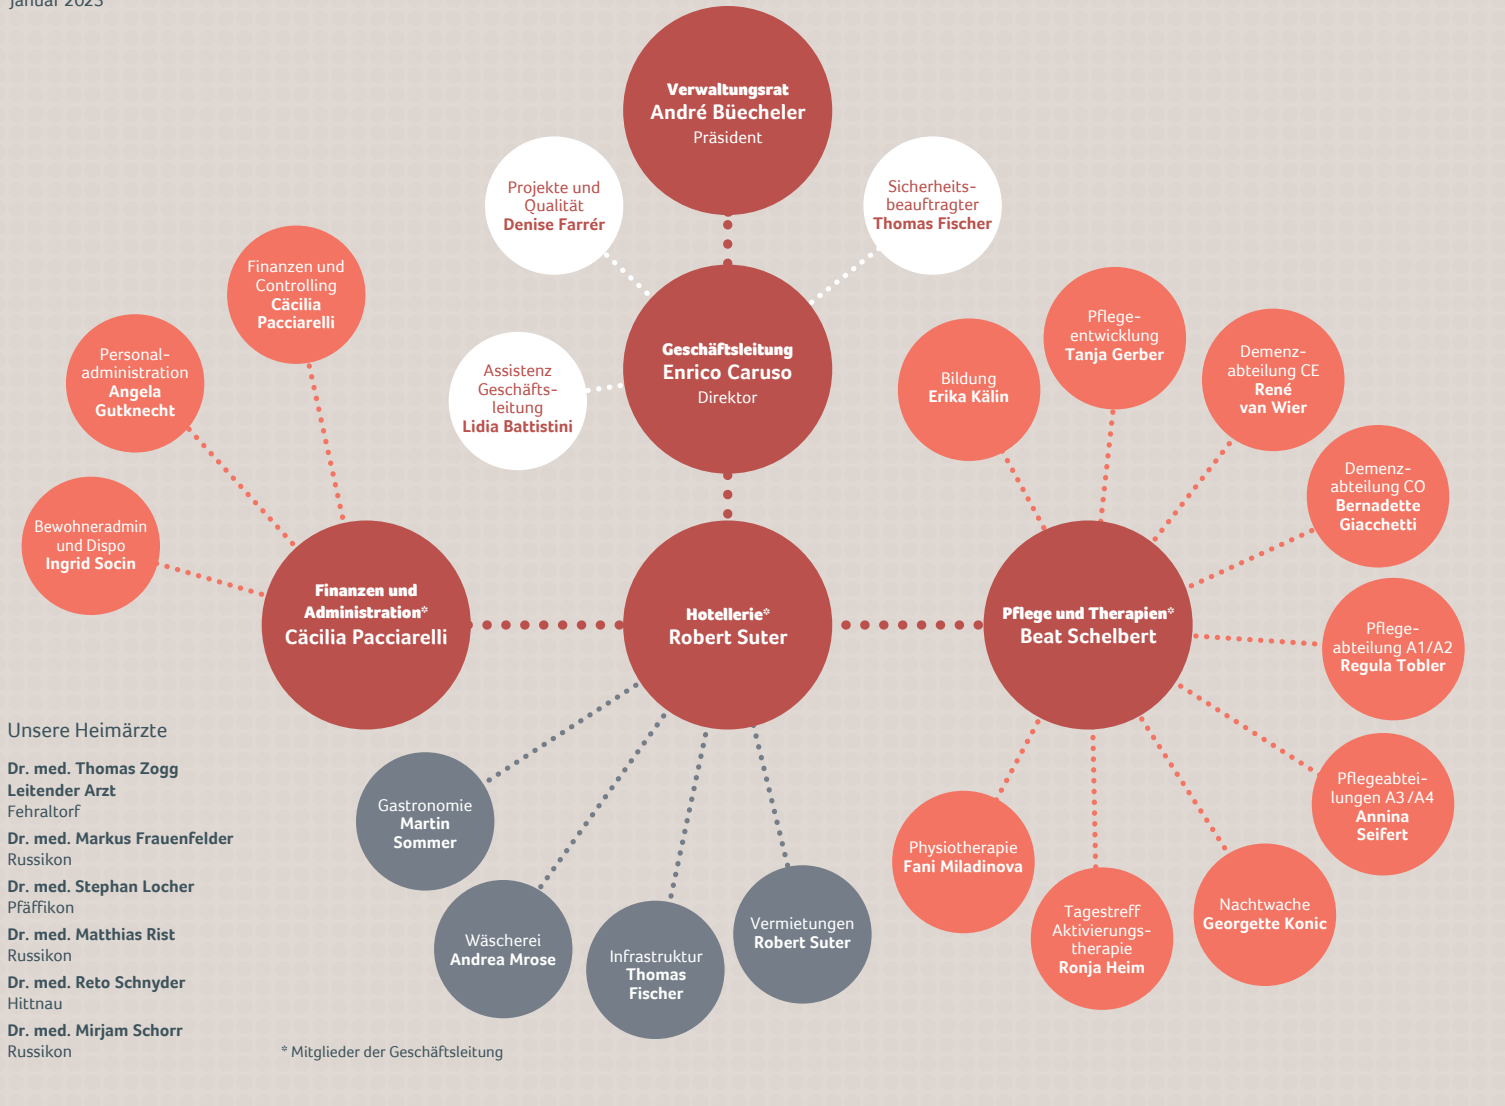 Januar 2023
Verwaltungsrat
André Büecheler
Präsident
Projekte und
Qualität
Denise Farrér
Sicherheits-
beauftragter
Thomas Fischer
Assistenz
Geschäfts-
leitung
Lidia Battistini
Geschäftsleitung
Enrico Caruso
Direktor
Finanzen und
Controlling
Cäcilia
Pacciarelli
Personal-
administration
Angela
Gutknecht
Bewohneradmin
und Dispo
Ingrid Socin
Finanzen und
Administration*
Cäcilia Pacciarelli
Hotellerie*
Robert Suter
Pflege und Therapien*
Beat Schelbert
Bildung
Erika Kälin
Pflege-
entwicklung
Tanja Gerber
Demenz-
abteilung CE
René
van Wier
Demenz-
abteilung CO
Bernadette
Giacchetti
Pflege-
abteilung A1/A2
Regula Tobler
Pflegeabtei-
lungen A3/A4
Annina
Seifert
Nachtwache
Georgette Konic
Tagestreff
Aktivierungs-
therapie
Ronja Heim
Physiotherapie
Fani Miladinova
Gastronomie
Martin
Sommer
Wäscherei
Andrea Mrose
Infrastruktur
Thomas
Fischer
Vermietungen
Robert Suter
Unsere Heimärzte
Dr. med. Thomas Zogg
Leitender Arzt
Fehraltorf
Dr. med. Markus Frauenfelder
Russikon
Dr. med. Stephan Locher
Pfäffikon
Dr. med. Matthias Rist
Russikon
Dr. med. Reto Schnyder
Hittnau
Dr. med. Mirjam Schorr
Russikon
* Mitglieder der Geschäftsleitung